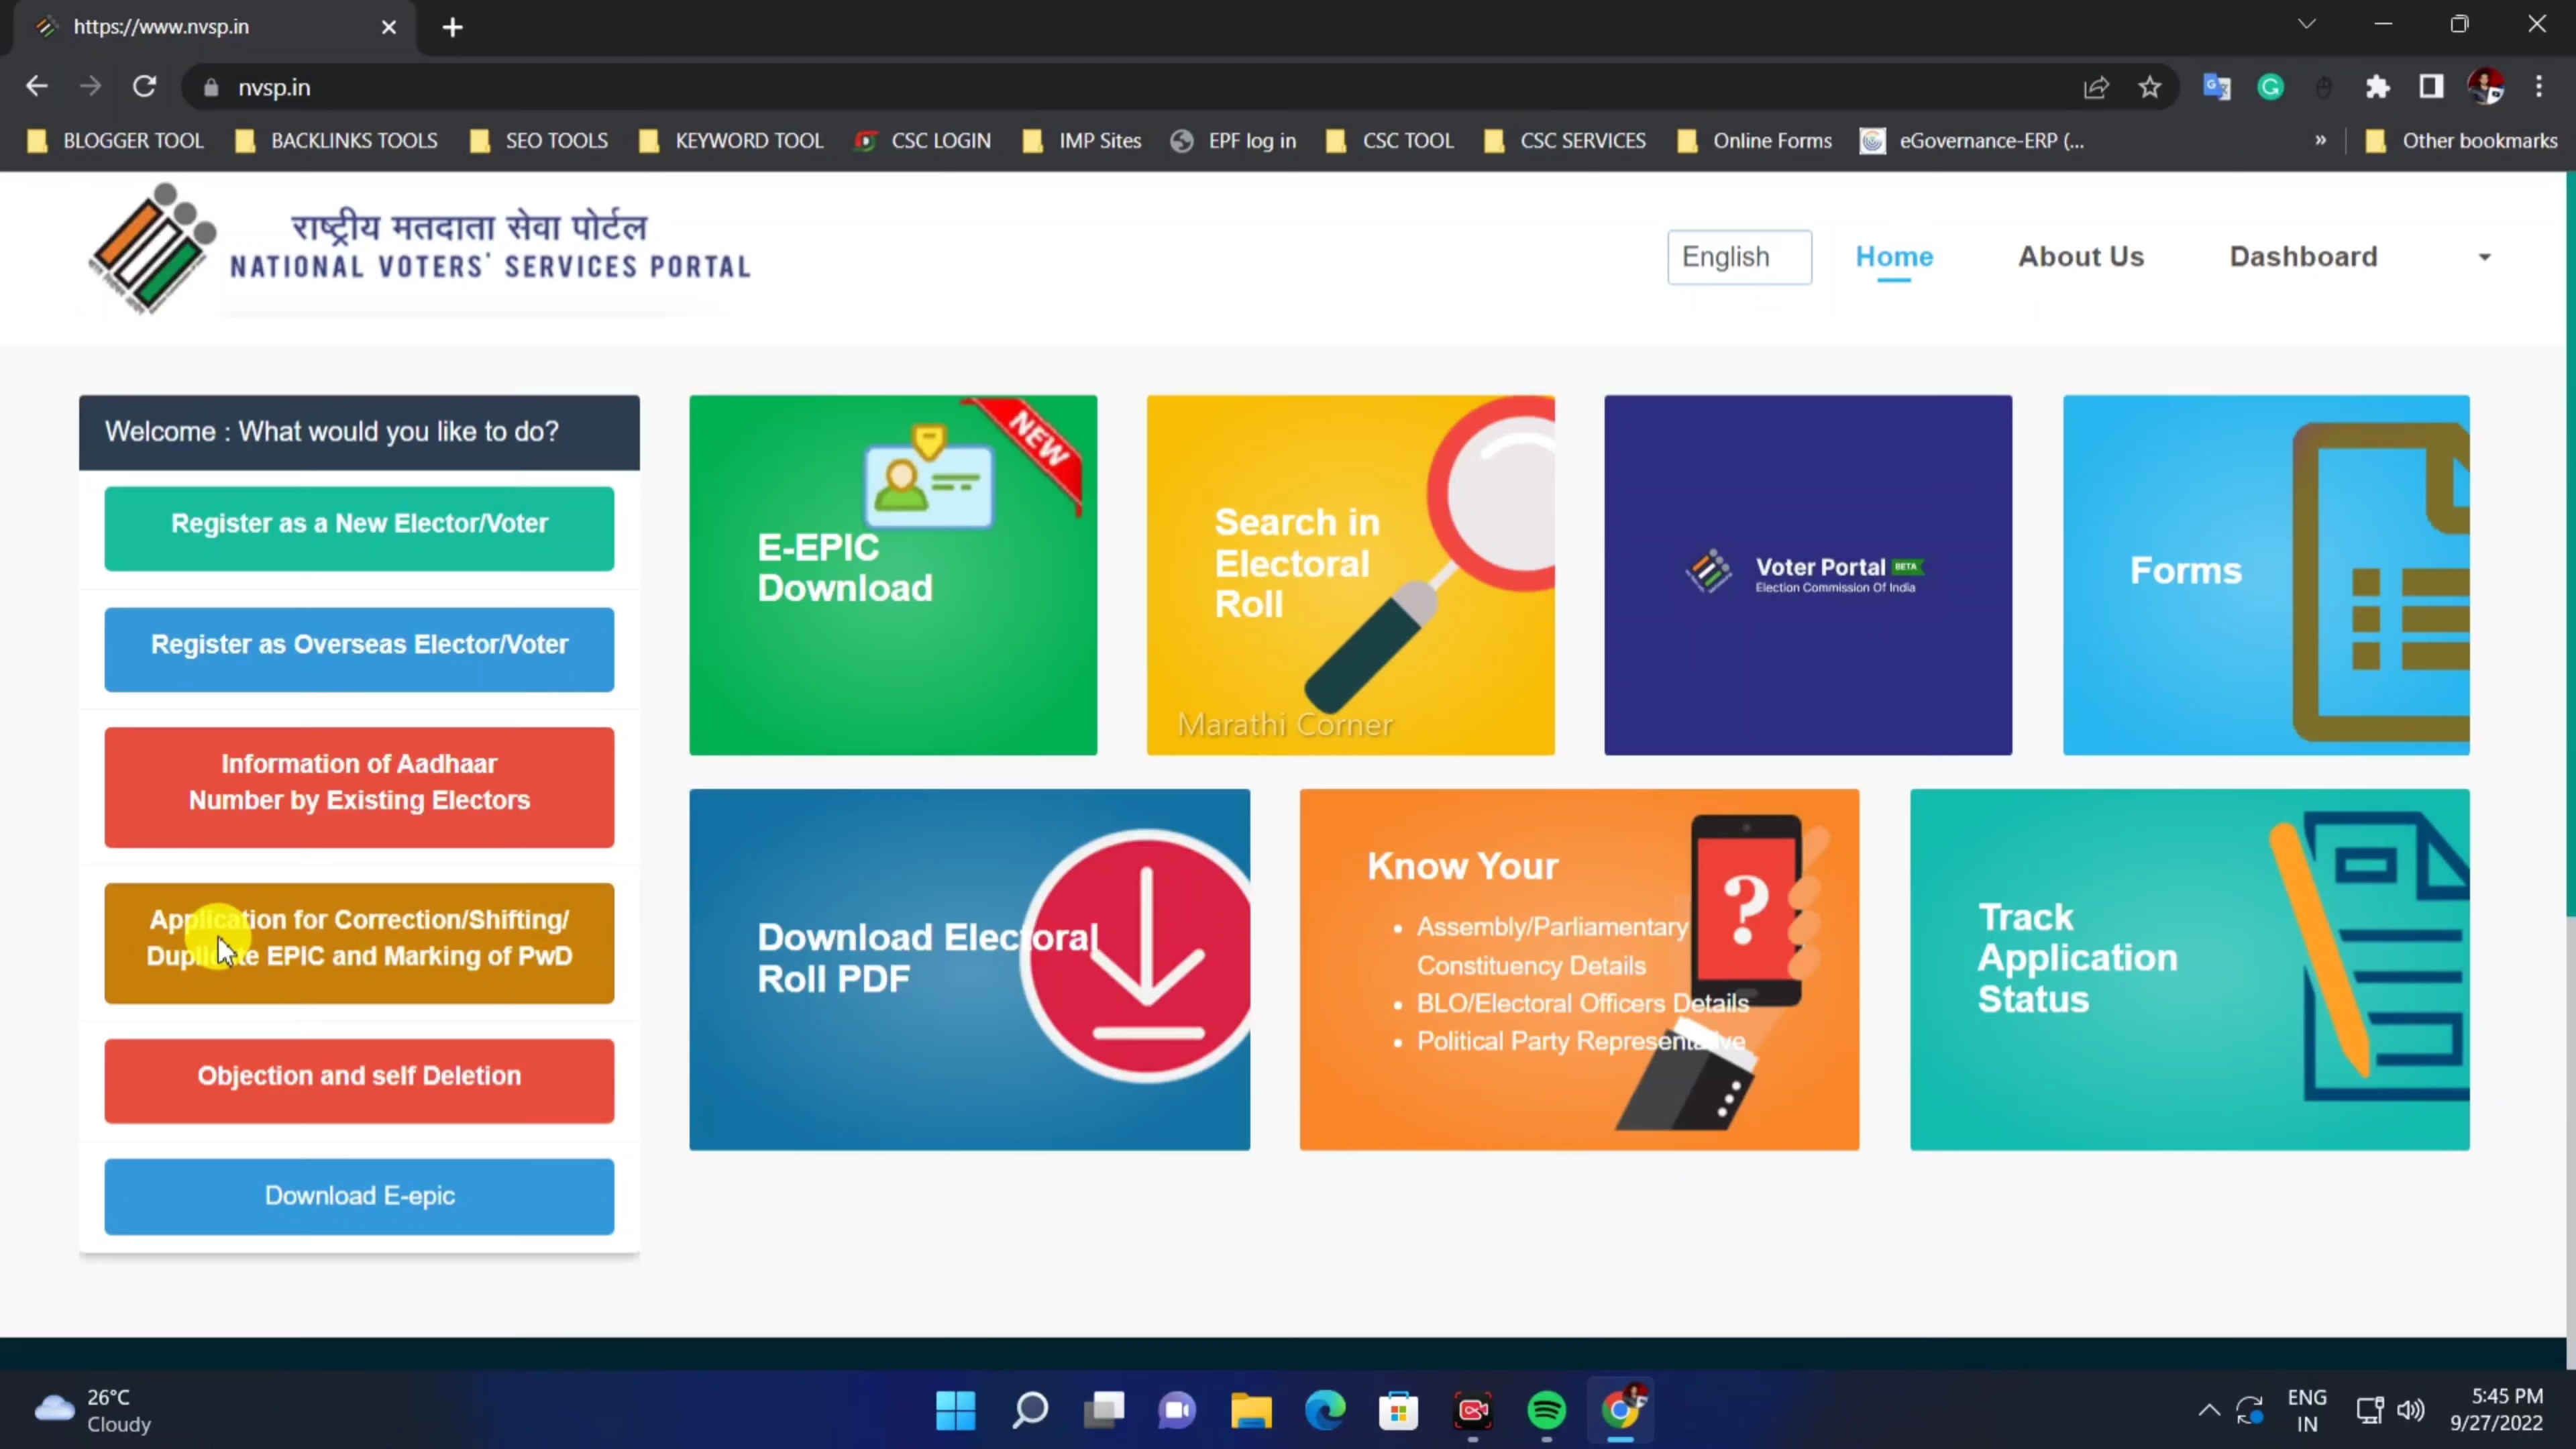 https://www.nvsp.in
nvsp.in
BLOGGER TOOL
BACKLINKS TOOLS
SEO TOOLS
KEYWORD TOOL
CSC LOGIN
IMP Sites
EPF log in
CSC TOOL
CSC SERVICES
Online Forms
eGovernance-ERP (...
»
Other bookmarks
राष्ट्रीय मतदाता सेवा पोर्टल
NATIONAL VOTERS' SERVICES PORTAL
English
Home
About Us
Dashboard
Welcome : What would you like to do?
Register as a New Elector/Voter
Register as Overseas Elector/Voter
Information of Aadhaar
Number by Existing Electors
Application for Correction/Shifting/
Duplicate EPIC and Marking of PwD
Objection and self Deletion
Download E-epic
NEW
E-EPIC
Download
Search in
Electoral
Roll
Marathi Corner
Voter Portal BETA
Election Commission Of India
Forms
Download Electoral
Roll PDF
Know Your
• Assembly/Parliamentary
Constituency Details
• BLO/Electoral Officers Details
• Political Party Representative
?
Track
Application
Status
26°C
Cloudy
ENG
IN
5:45 PM
9/27/2022